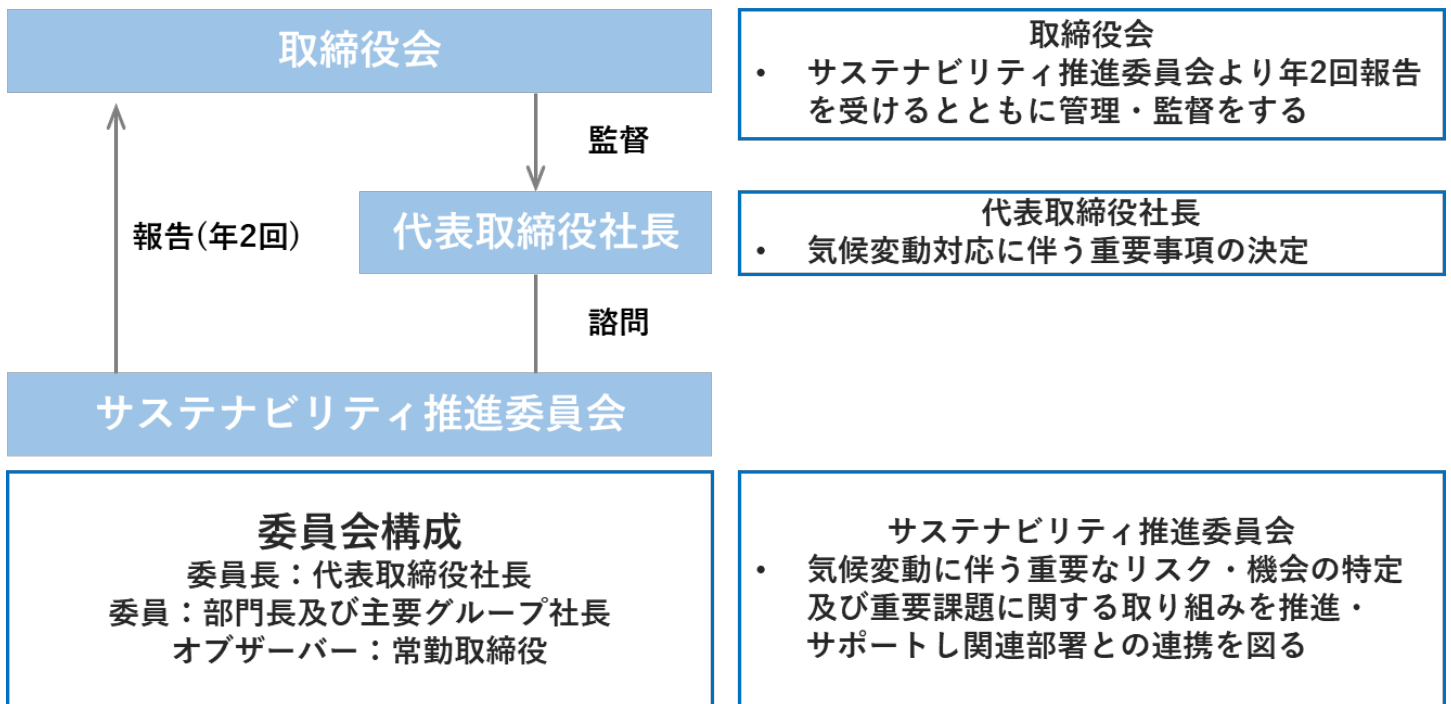 取締役会
監督
報告(年2回)
代表取締役社長
諮問
サステナビリティ推進委員会
委員会構成
委員長：代表取締役社長
委員：部門長及び主要グループ社長
オブザーバー：常勤取締役
取締役会
• サステナビリティ推進委員会より年2回報告
を受けるとともに管理・監督をする
代表取締役社長
• 気候変動対応に伴う重要事項の決定
サステナビリティ推進委員会
• 気候変動に伴う重要なリスク・機会の特定
及び重要課題に関する取り組みを推進・
サポートし関連部署との連携を図る